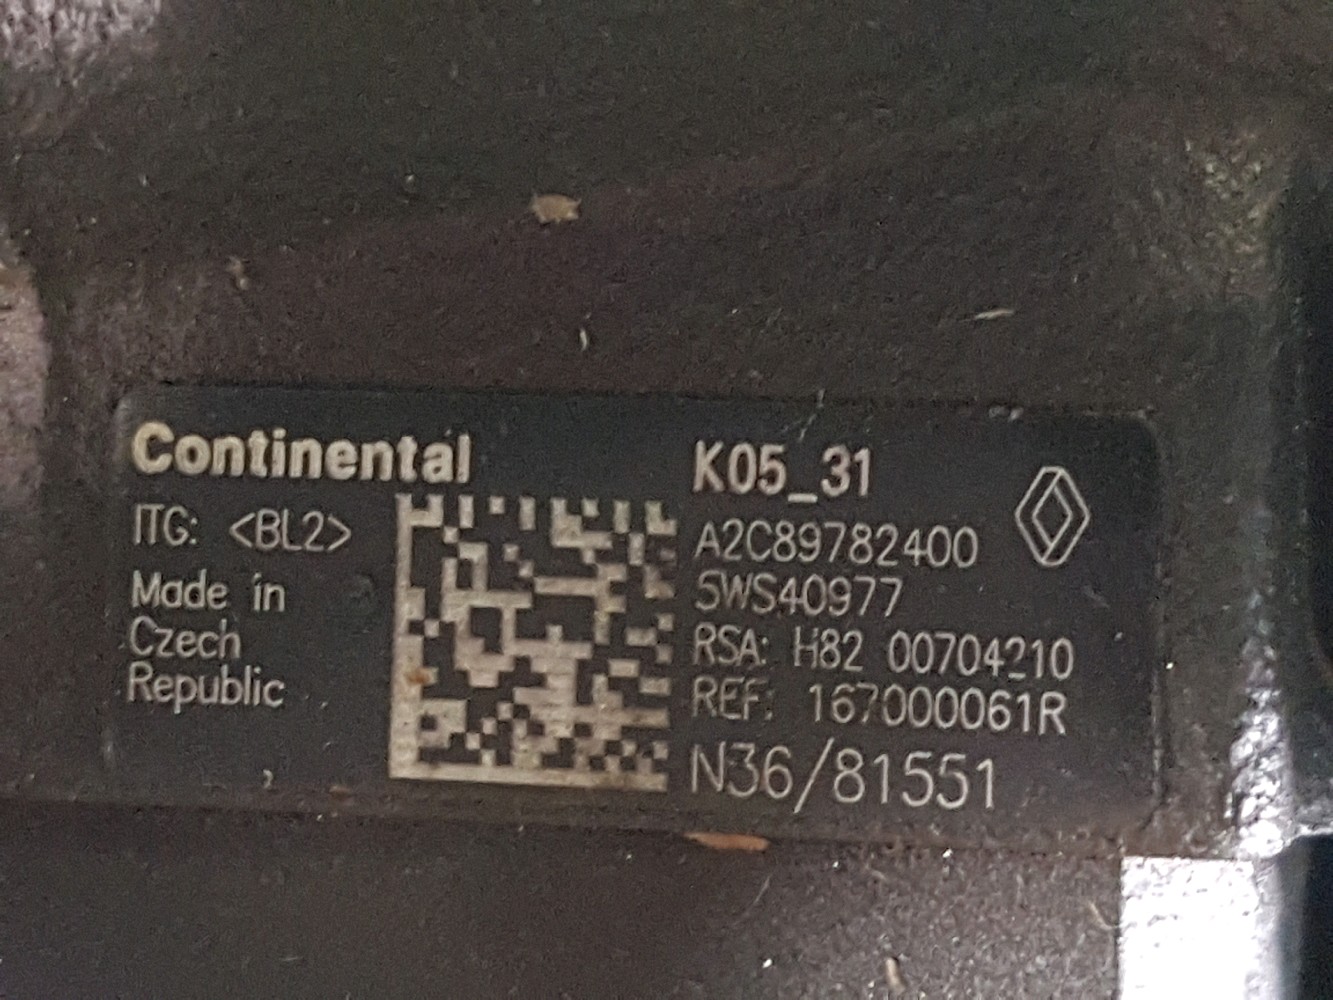 Continental
ITG: <BL2>
Made in
Czech
Republic
K05_31
A2C89782400
5WS40977
RSA: H82 00704210
REF: 167000061R
N36/81551